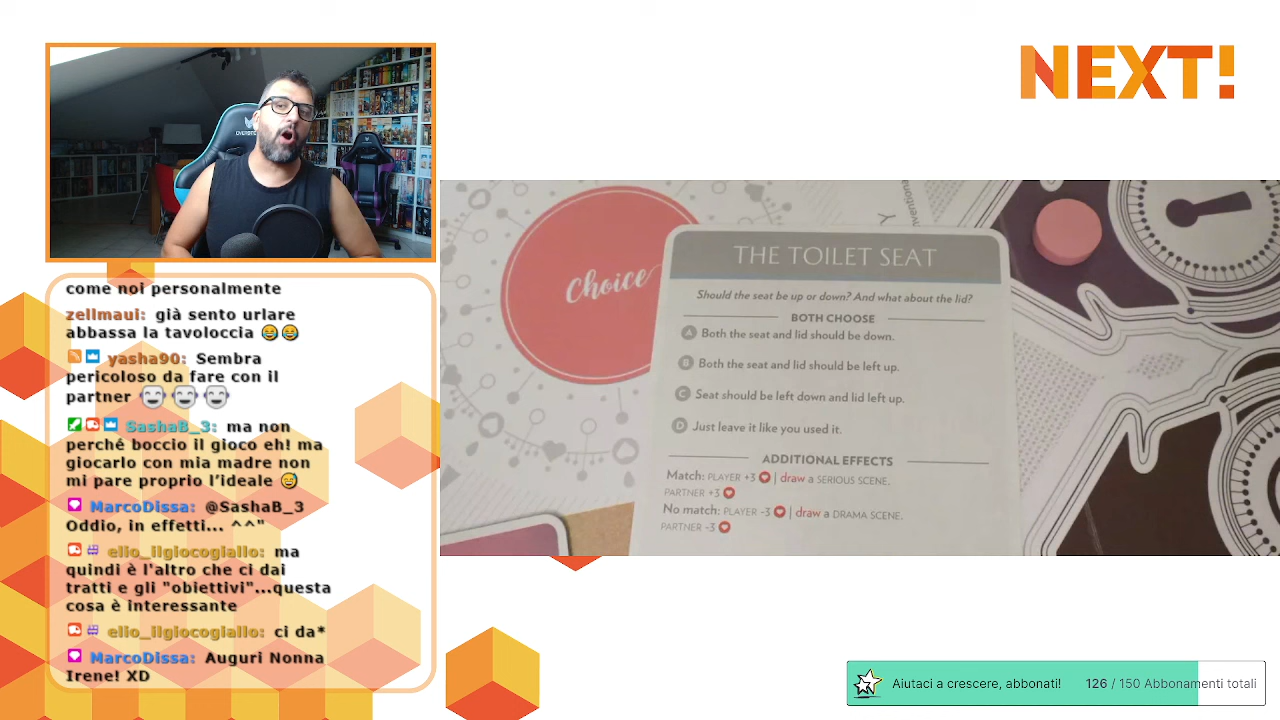 NEXT!
come noi personalmente
zellmaui: già sento urlare
abbassa la tavoloccia 😂😂
yasha90: Sembra
pericoloso da fare con il
partner
SashaB_3: ma non
perché boccio il gioco eh! ma
giocarlo con mia madre non
mi pare proprio l'ideale 😅
MarcoDissa: @SashaB_3
Oddio, in effetti... ^^"
elio_ilgiocogiallo: ma
quindi è l'altro che ci dai
tratti e gli "obiettivi"...questa
cosa è interessante
elio_ilgiocogiallo: ci da*
MarcoDissa: Auguri Nonna
Irene! XD
Choice
THE TOILET SEAT
Should the seat be up or down? And what about the lid?
BOTH CHOOSE
A Both the seat and lid should be down.
B Both the seat and lid should be left up.
C Seat should be left down and lid left up.
D Just leave it like you used it.
ADDITIONAL EFFECTS
Match: PLAYER +3 ❤ | draw a SERIOUS SCENE.
PARTNER +3 ❤
No match: PLAYER -3 ❤ | draw a DRAMA SCENE.
PARTNER -3 ❤
Aiutaci a crescere, abbonati! 126 / 150 Abbonamenti totali